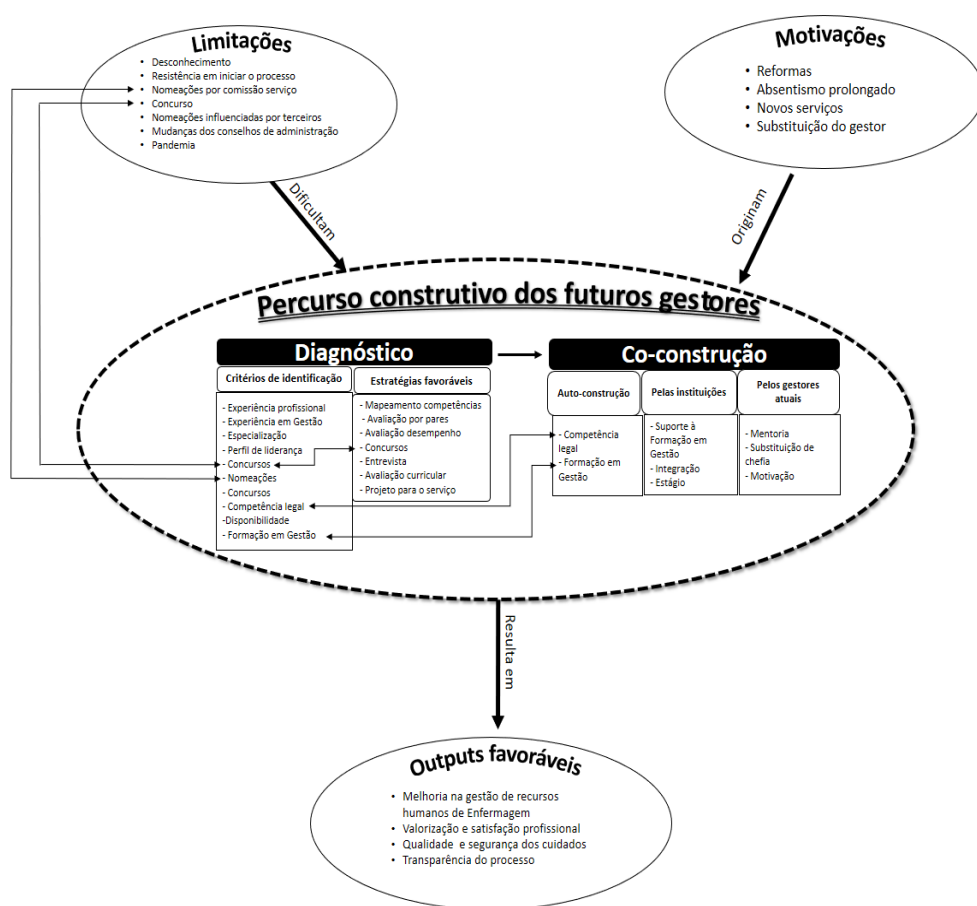 Limitações
• Desconhecimento
• Resistência em iniciar o processo
• Nomeações por comissão serviço
• Concurso
• Nomeações influenciadas por terceiros
• Mudanças dos conselhos de administração
• Pandemia
Motivações
• Reformas
• Absentismo prolongado
• Novos serviços
• Substituição do gestor
Dificultam
Originam
Percurso construtivo dos futuros gestores
Diagnóstico
Critérios de identificação
- Experiência profissional
- Experiência em Gestão
- Especialização
- Perfil de liderança
- Concursos
- Nomeações
- Concursos
- Competência legal
-Disponibilidade
- Formação em Gestão
Estratégias favoráveis
- Mapeamento competências
- Avaliação por pares
- Avaliação desempenho
- Concursos
- Entrevista
- Avaliação curricular
- Projeto para o serviço
Co-construção
Auto-construção
- Competência
legal
- Formação em
Gestão
Pelas instituições
- Suporte à
Formação em
Gestão
- Integração
- Estágio
Pelos gestores
atuais
- Mentoria
- Substituição de
chefia
- Motivação
Resulta em
Outputs favoráveis
• Melhoria na gestão de recursos
humanos de Enfermagem
• Valorização e satisfação profissional
• Qualidade e segurança dos cuidados
• Transparência do processo